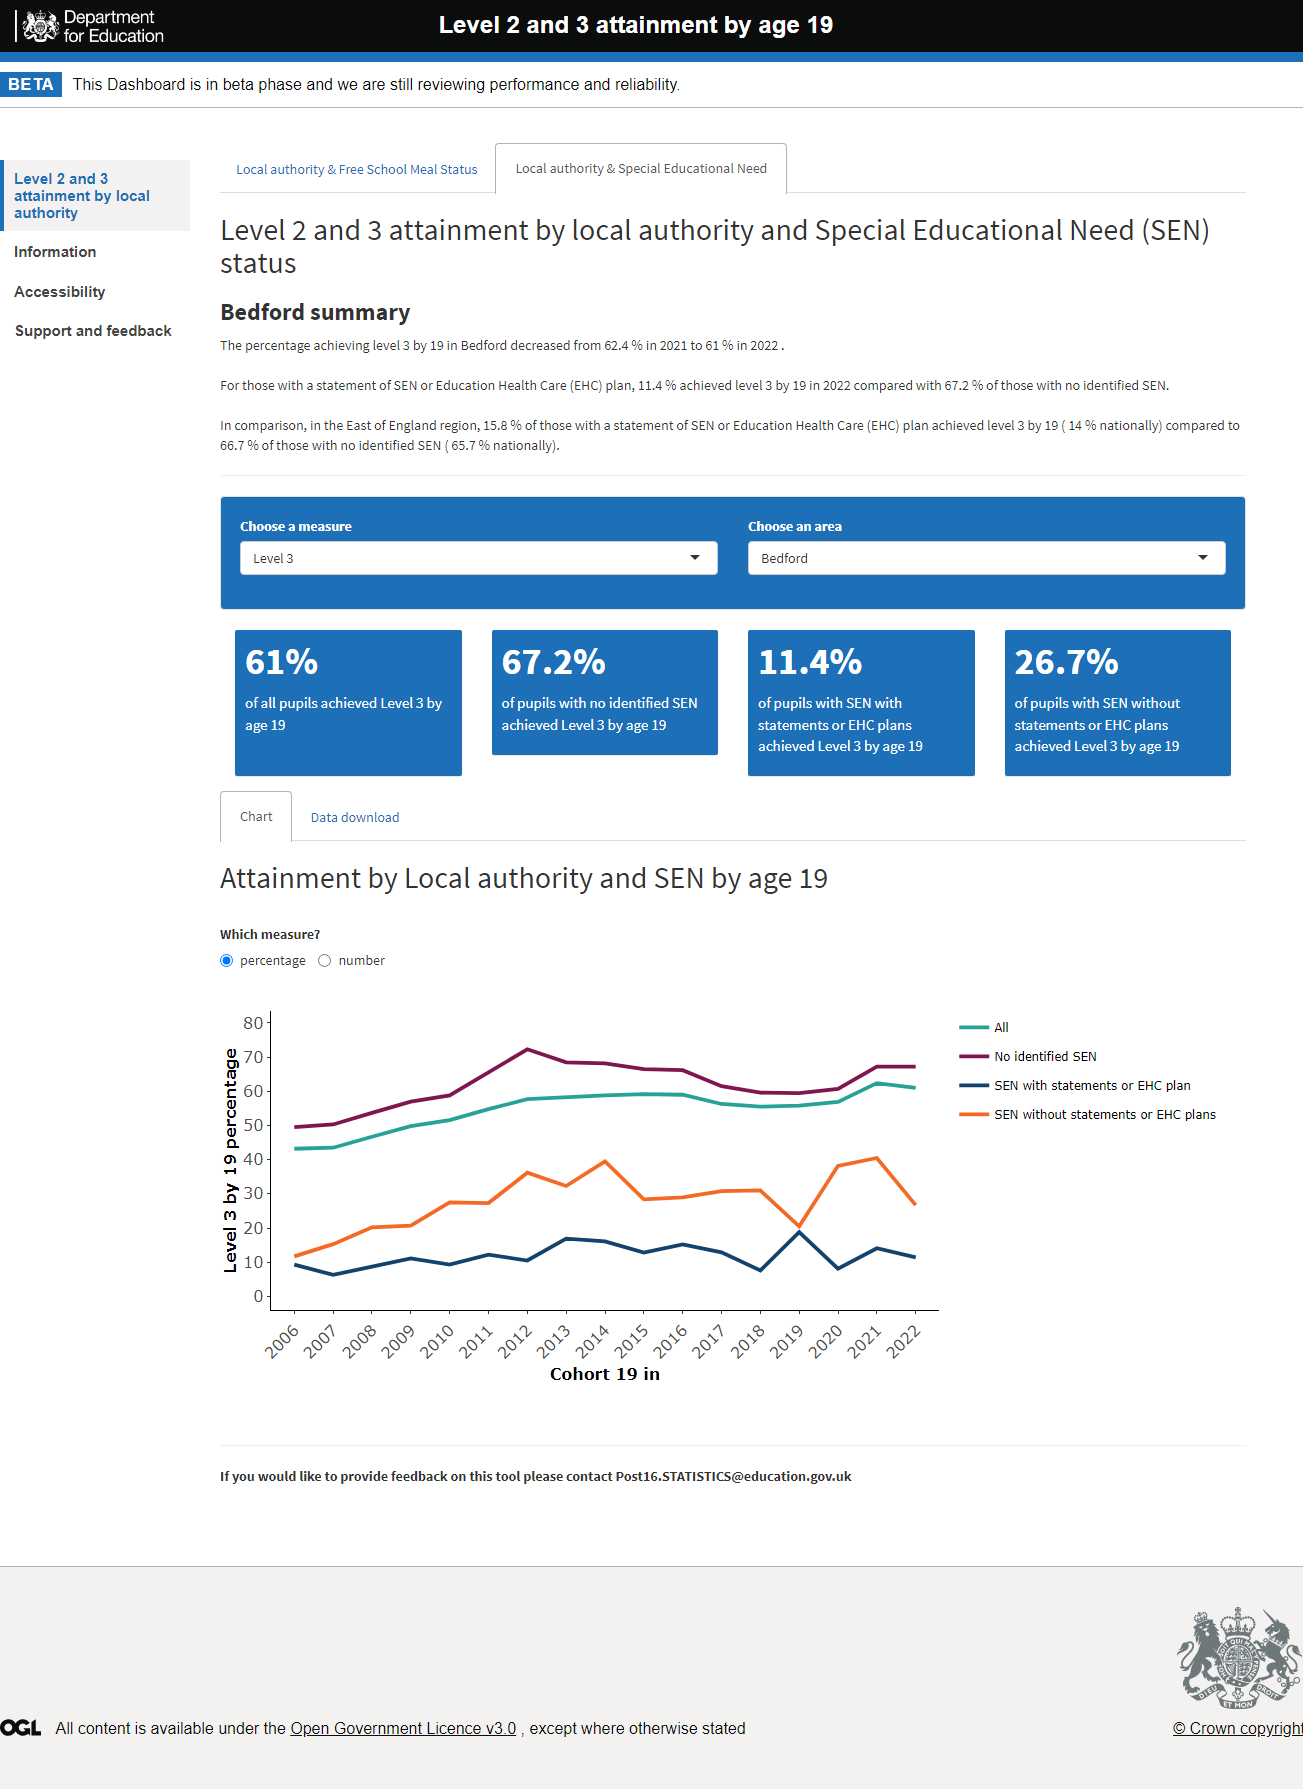 Department
for Education
Level 2 and 3 attainment by age 19
BETA This Dashboard is in beta phase and we are still reviewing performance and reliability.
Level 2 and 3
attainment by local
authority
Information
Accessibility
Support and feedback
Local authority & Free School Meal Status
Local authority & Special Educational Need
Level 2 and 3 attainment by local authority and Special Educational Need (SEN)
status
Bedford summary
The percentage achieving level 3 by 19 in Bedford decreased from 62.4 % in 2021 to 61 % in 2022 .
For those with a statement of SEN or Education Health Care (EHC) plan, 11.4 % achieved level 3 by 19 in 2022 compared with 67.2 % of those with no identified SEN.
In comparison, in the East of England region, 15.8 % of those with a statement of SEN or Education Health Care (EHC) plan achieved level 3 by 19 ( 14 % nationally) compared to
66.7 % of those with no identified SEN ( 65.7 % nationally).
Choose a measure
Level 3
Choose an area
Bedford
61%
of all pupils achieved Level 3 by
age 19
67.2%
of pupils with no identified SEN
achieved Level 3 by age 19
11.4%
of pupils with SEN with
statements or EHC plans
achieved Level 3 by age 19
26.7%
of pupils with SEN without
statements or EHC plans
achieved Level 3 by age 19
Chart
Data download
Attainment by Local authority and SEN by age 19
Which measure?
percentage
number
Level 3 by 19 percentage
80
70
60
50
40
30
20
10
0
2006
2007
2008
2009
2010
2011
2012
2013
2014
2015
2016
2017
2018
2019
2020
2021
2022
Cohort 19 in
All
No identified SEN
SEN with statements or EHC plan
SEN without statements or EHC plans
If you would like to provide feedback on this tool please contact Post16.STATISTICS@education.gov.uk
DIEU ET MON DROIT
OGL All content is available under the Open Government Licence v3.0 , except where otherwise stated
© Crown copyright